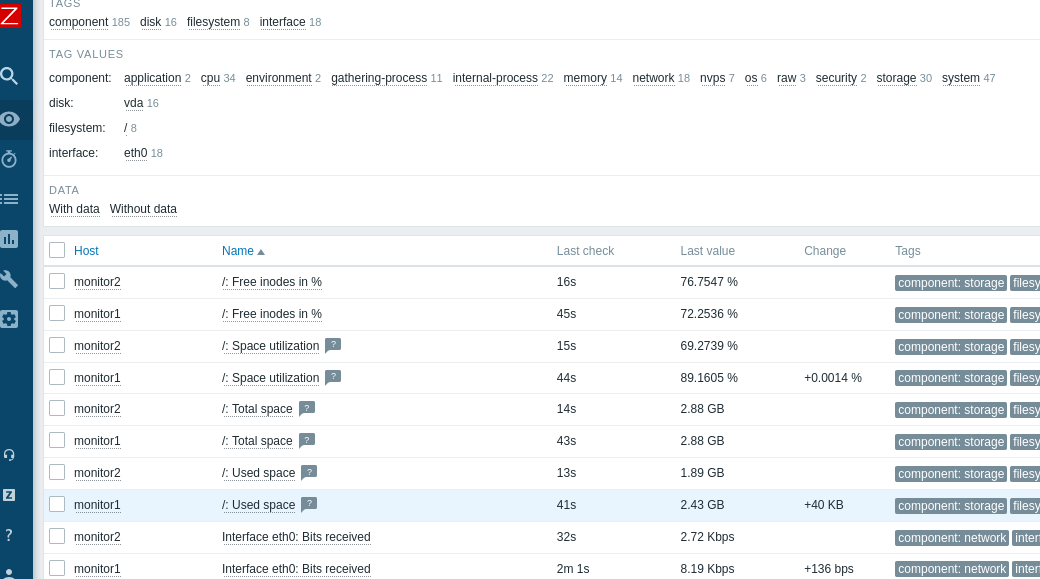 TAGS
component 185 disk 16 filesystem 8 interface 18
TAG VALUES
component: application 2 cpu 34 environment 2 gathering-process 11 internal-process 22 memory 14 network 18 nvps 7 os 6 raw 3 security 2 storage 30 system 47
disk: vda 16
filesystem: / 8
interface: eth0 18
DATA
With data Without data
Host Name Last check Last value Change Tags
monitor2 /: Free inodes in % 16s 76.7547 % component: storage filesy
monitor1 /: Free inodes in % 45s 72.2536 % component: storage filesy
monitor2 /: Space utilization ? 15s 69.2739 % component: storage filesy
monitor1 /: Space utilization ? 44s 89.1605 % +0.0014 % component: storage filesy
monitor2 /: Total space ? 14s 2.88 GB component: storage filesy
monitor1 /: Total space ? 43s 2.88 GB component: storage filesy
monitor2 /: Used space ? 13s 1.89 GB component: storage filesy
monitor1 /: Used space ? 41s 2.43 GB +40 KB component: storage filesy
monitor2 Interface eth0: Bits received 32s 2.72 Kbps component: network inter
monitor1 Interface eth0: Bits received 2m 1s 8.19 Kbps +136 bps component: network inter
Z
Z
?